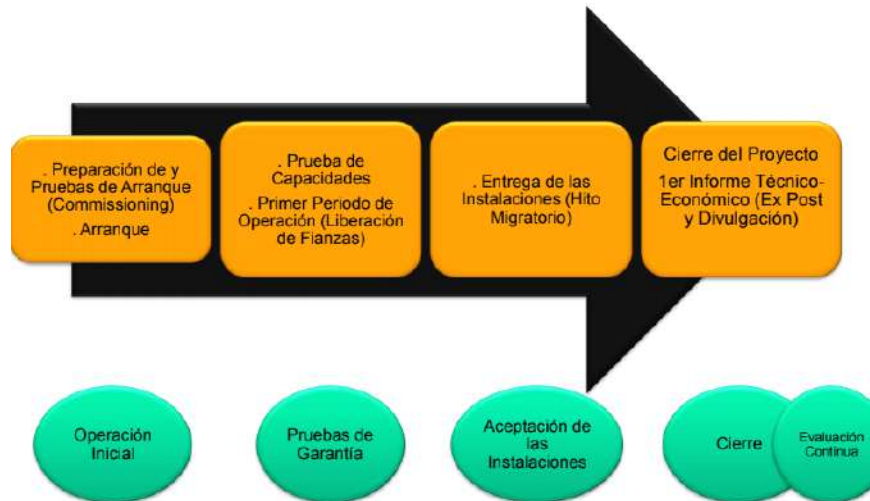 . Preparación de y
Pruebas de Arranque
(Commissioning)
. Arranque
. Prueba de
Capacidades
. Primer Periodo de
Operación (Liberación
de Fianzas)
. Entrega de las
Instalaciones (Hito
Migratorio)
Cierre del Proyecto
1er Informe Técnico-
Económico (Ex Post
y Divulgación)
Operación
Inicial
Pruebas de
Garantía
Aceptación de
las
Instalaciones
Cierre
Evaluación
Continua